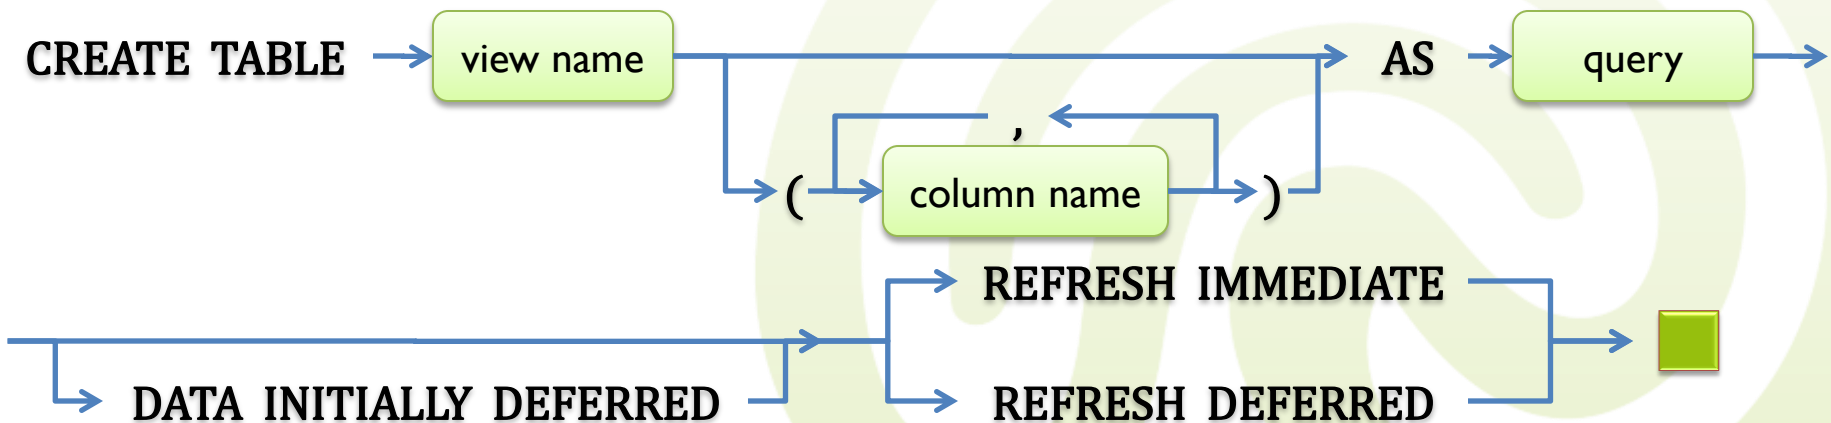 CREATE TABLE view name AS query
,
( column name )
REFRESH IMMEDIATE
DATA INITIALLY DEFERRED REFRESH DEFERRED